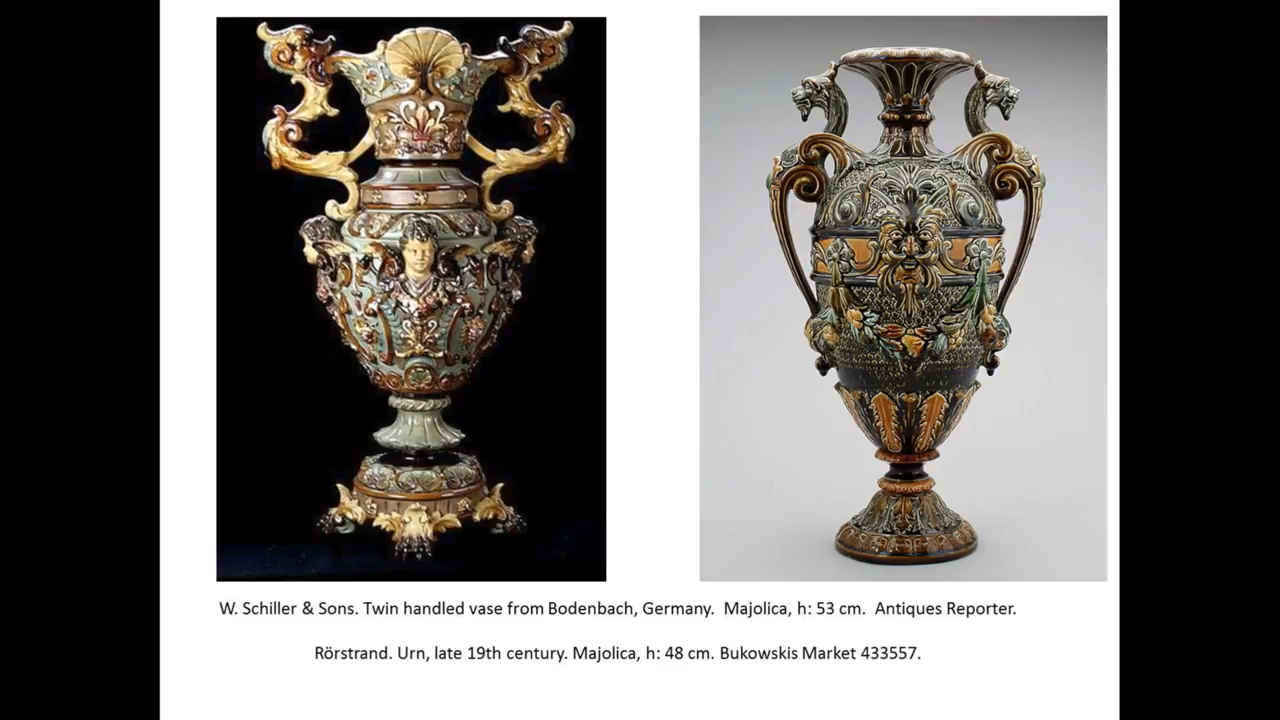 W. Schiller & Sons. Twin handled vase from Bodenbach, Germany.  Majolica, h: 53 cm.  Antiques Reporter.
Rörstrand. Urn, late 19th century. Majolica, h: 48 cm. Bukowskis Market 433557.